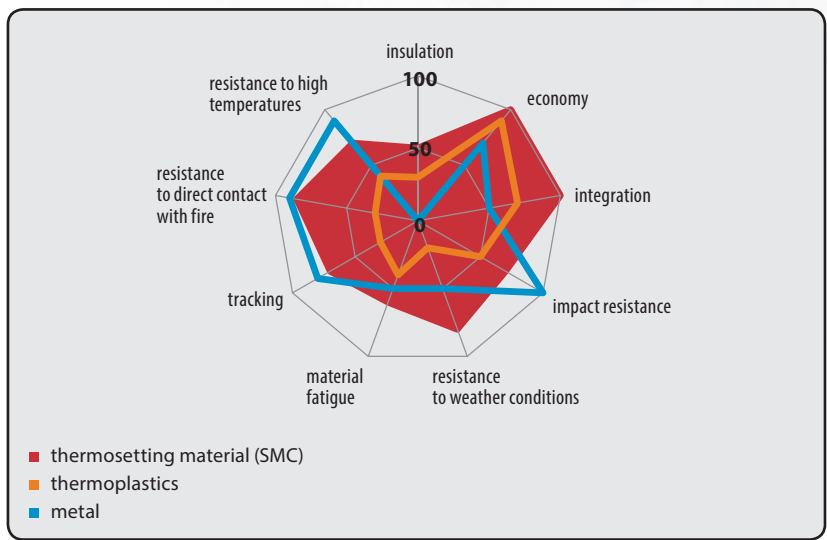 insulation
100
resistance to high
temperatures
economy
50
resistance
to direct contact
with fire
integration
0
tracking
impact resistance
material
fatigue
resistance
to weather conditions
thermosetting material (SMC)
thermoplastics
metal